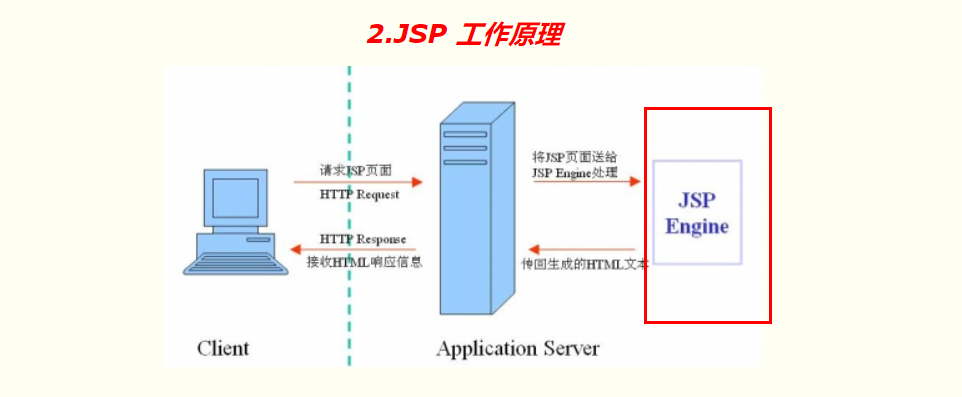 2.JSP 工作原理
请求JSP页面
HTTP Request
HTTP Response
接收HTML响应信息
将JSP页面送给
JSP Engine处理
传回生成的HTML文本
JSP
Engine
Client
Application Server